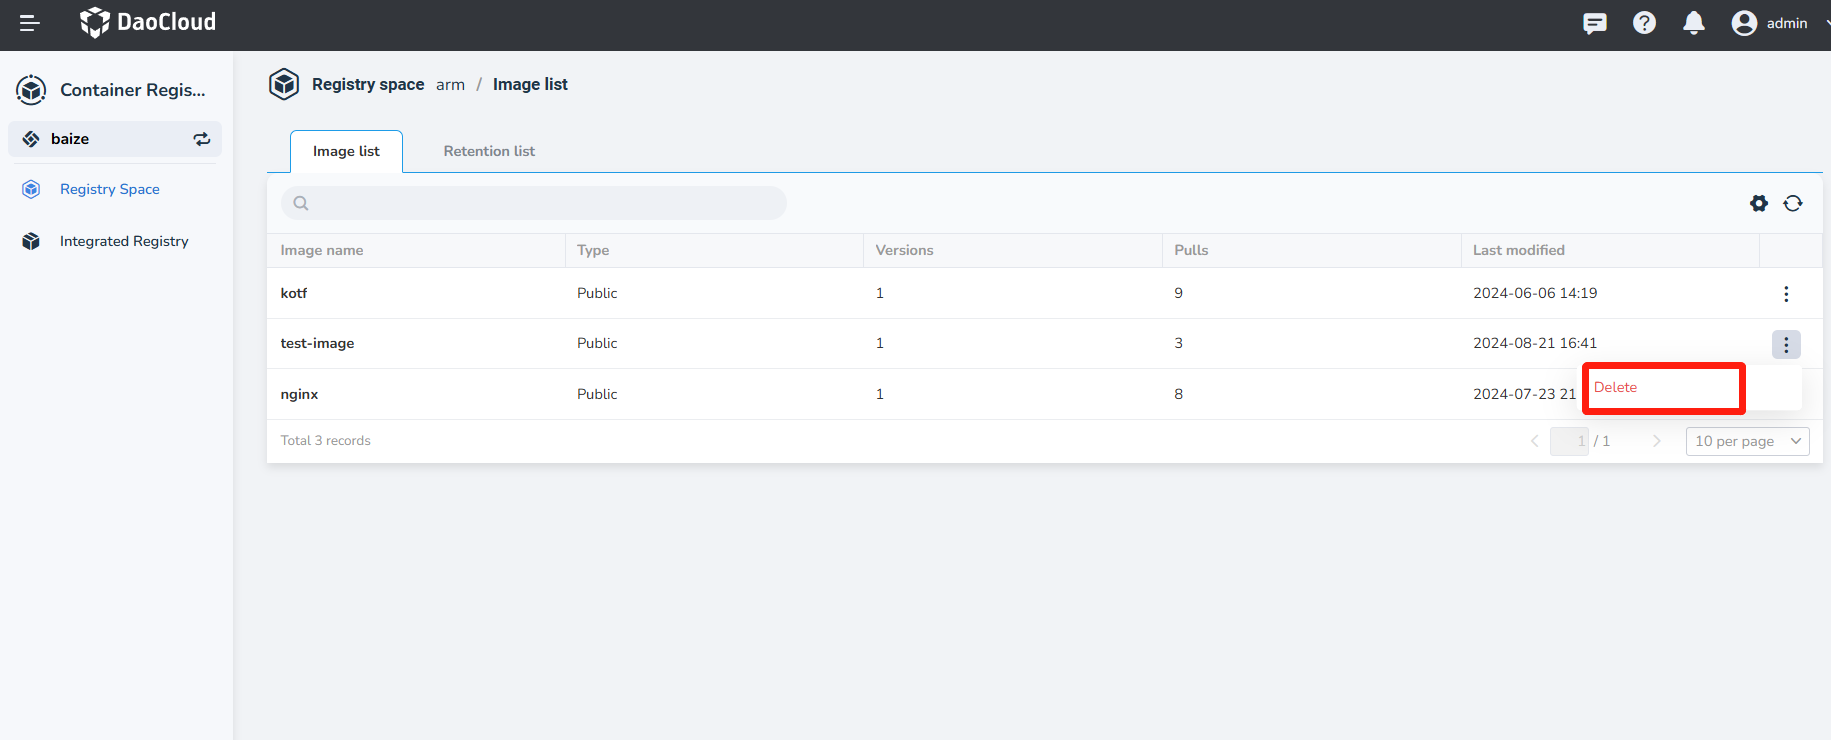 DaoCloud
admin
Container Regis...
baize
Registry Space
Integrated Registry
Registry space arm / Image list
Image list Retention list
Image name Type Versions Pulls Last modified
kotf Public 1 9 2024-06-06 14:19
test-image Public 1 3 2024-08-21 16:41
Delete
nginx Public 1 8 2024-07-23 21
Total 3 records 1 / 1 10 per page